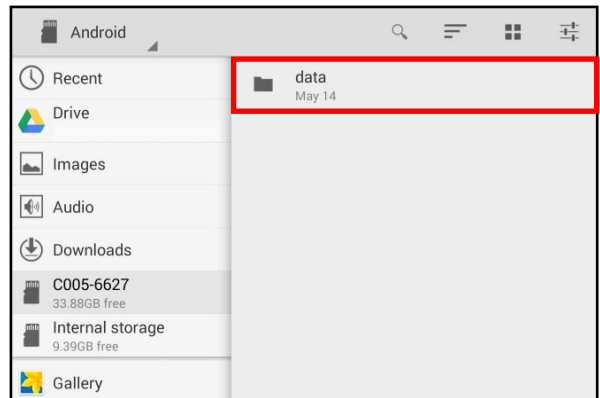 Android
Recent
Drive
Images
Audio
Downloads
C005-6627
33.88GB free
Internal storage
9.39GB free
Gallery
data
May 14